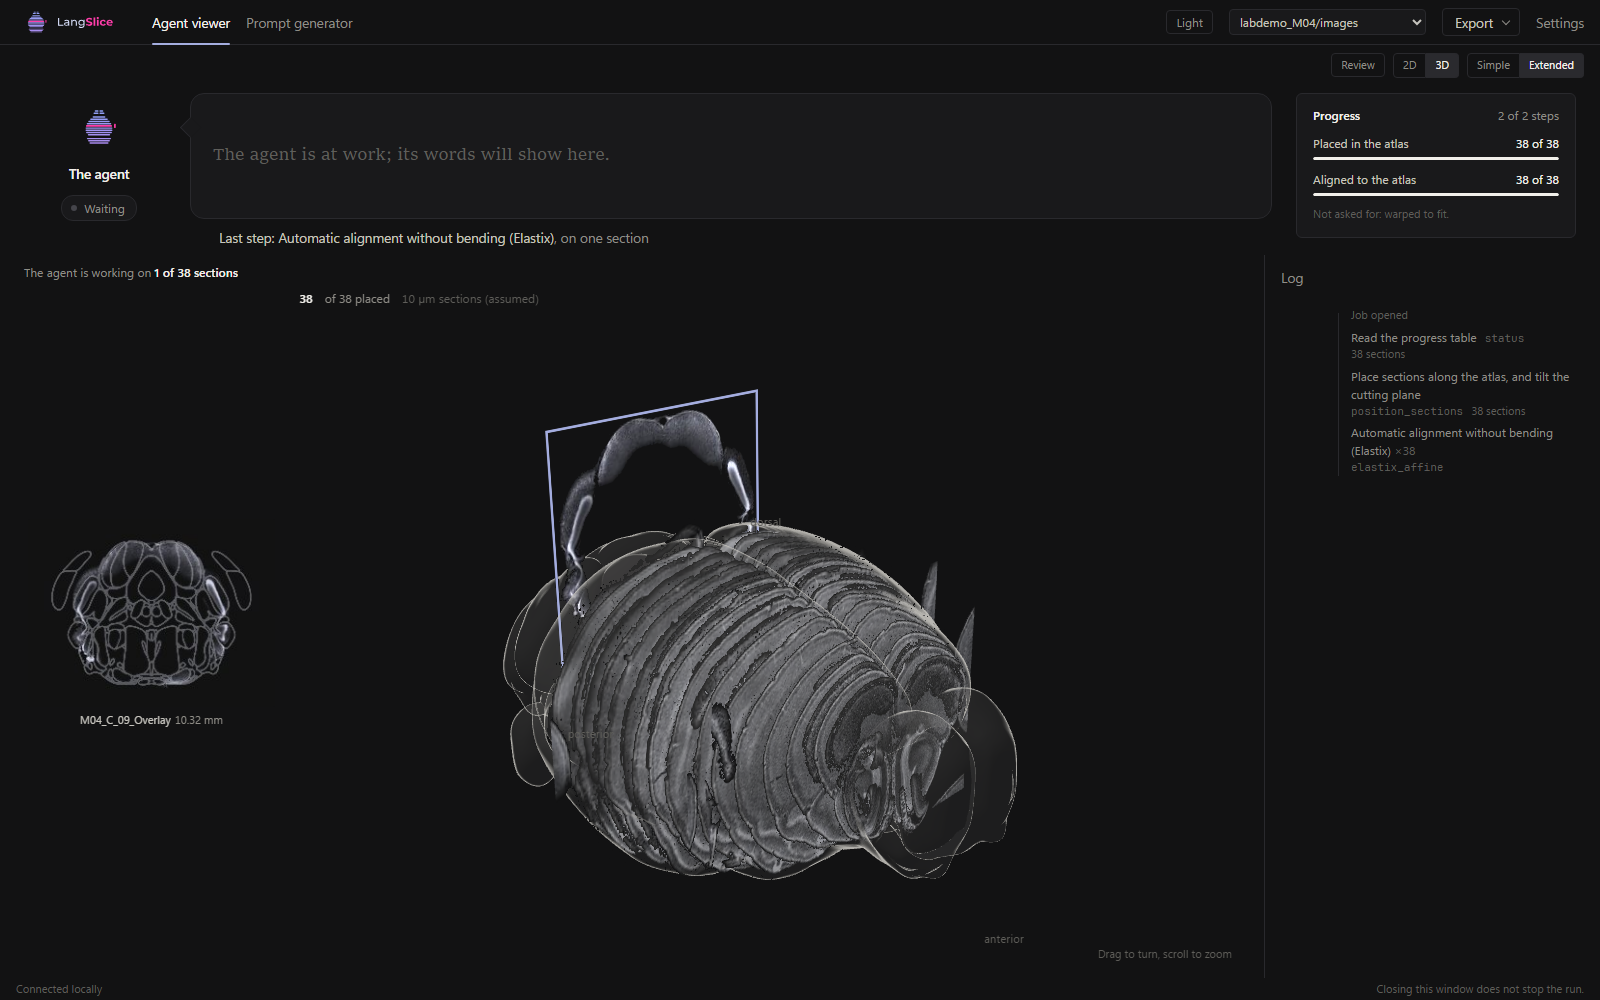 LangSlice
Agent viewer
Prompt generator
Light
labdemo_M04/images
Export
Settings
Review
2D
3D
Simple
Extended
The agent
Waiting
The agent is at work; its words will show here.
Last step: Automatic alignment without bending (Elastix), on one section
Progress
2 of 2 steps
Placed in the atlas
38 of 38
Aligned to the atlas
38 of 38
Not asked for: warped to fit.
The agent is working on 1 of 38 sections
38 of 38 placed 10 µm sections (assumed)
M04_C_09_Overlay 10.32 mm
posterior
anterior
Drag to turn, scroll to zoom
Log
Job opened
Read the progress table status
38 sections
Place sections along the atlas, and tilt the
cutting plane
position_sections 38 sections
Automatic alignment without bending
(Elastix) ×38
elastix_affine
Connected locally
Closing this window does not stop the run.